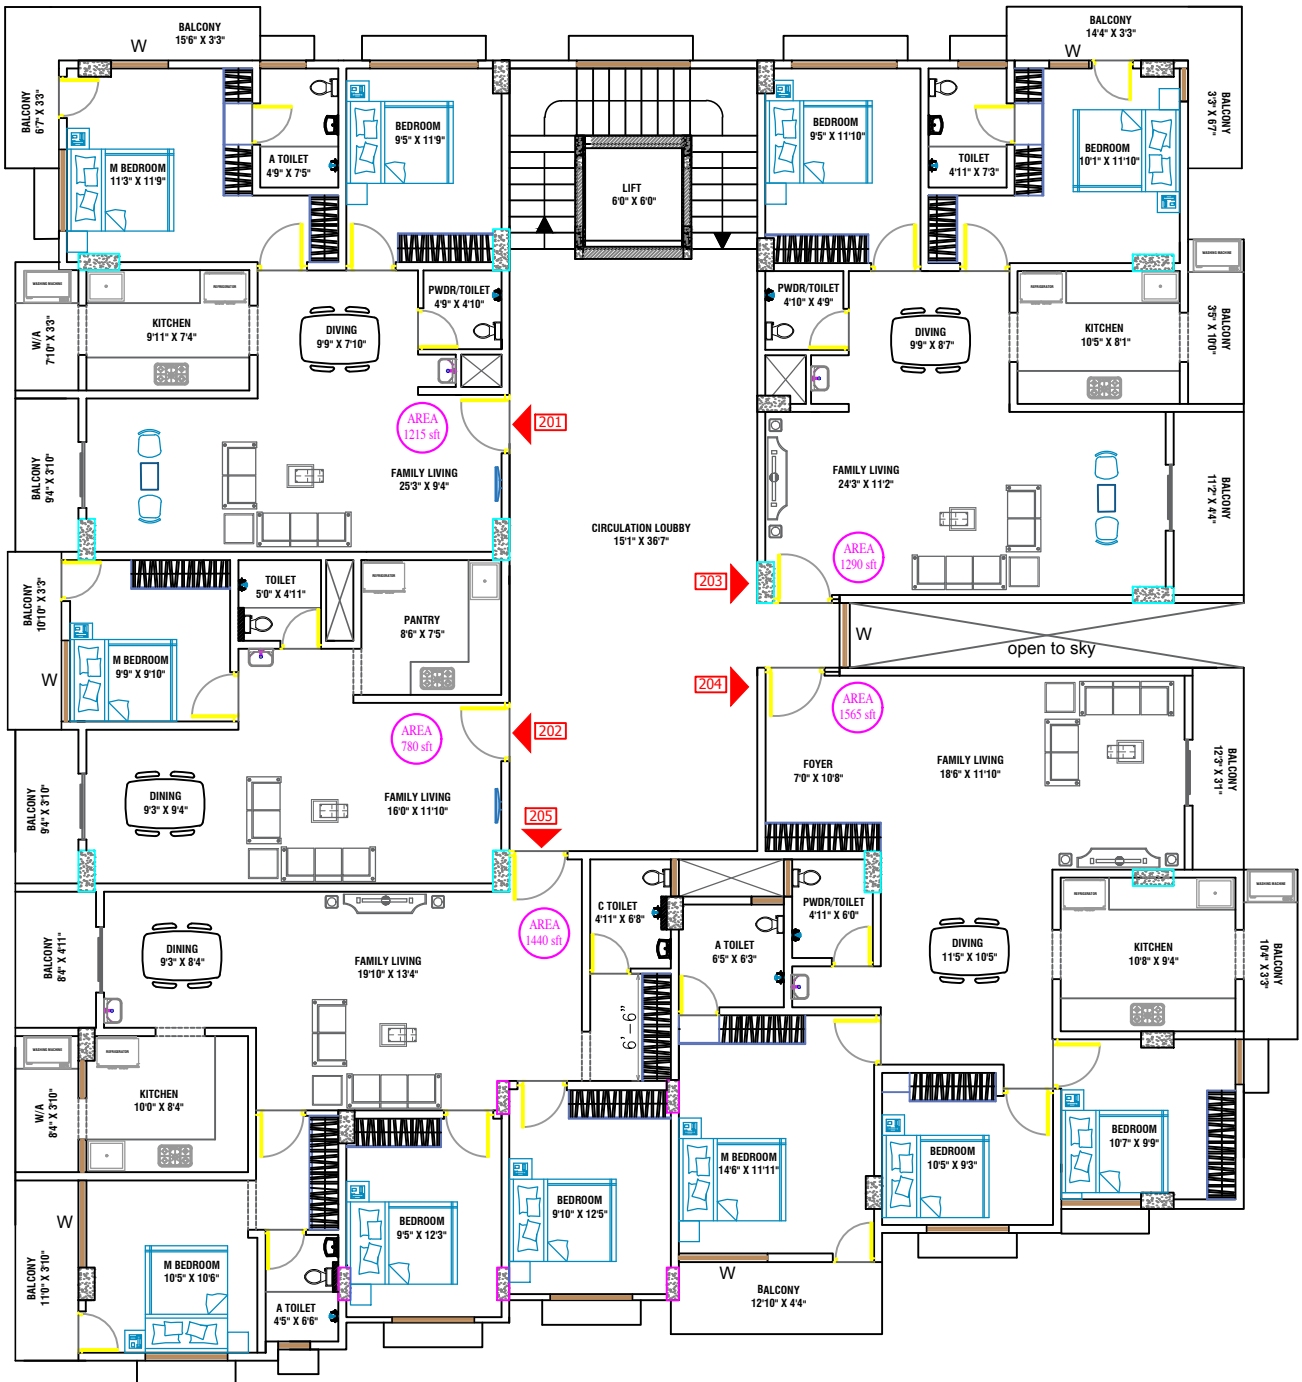 BALCONY
15'6" X 3'3"
W
BALCONY
6'7" X 3'3"
M BEDROOM
11'3" X 11'9"
A TOILET
4'9" X 7'5"
BEDROOM
9'5" X 11'9"
LIFT
6'0" X 6'0"
BEDROOM
9'5" X 11'10"
TOILET
4'11" X 7'3"
BALCONY
14'4" X 3'3"
W
BEDROOM
10'1" X 11'10"
BALCONY
3'3" X 6'7"
WASHING MACHINE
REFRIGERATOR
W/A
7'10" X 3'3"
KITCHEN
9'11" X 7'4"
DIVING
9'9" X 7'10"
PWDR/TOILET
4'9" X 4'10"
PWDR/TOILET
4'10" X 4'9"
DIVING
9'9" X 8'7"
REFRIGERATOR
KITCHEN
10'5" X 8'1"
WASHING MACHINE
BALCONY
3'5" X 10'0"
AREA
1215 sft
201
BALCONY
9'4" X 3'10"
FAMILY LIVING
25'3" X 9'4"
FAMILY LIVING
24'3" X 11'2"
BALCONY
11'2" X 4'4"
CIRCULATION LOUBBY
15'1" X 36'7"
AREA
1290 sft
203
BALCONY
10'10" X 3'3"
TOILET
5'0" X 4'11"
REFRIGERATOR
PANTRY
8'6" X 7'5"
W
open to sky
M BEDROOM
9'9" X 9'10"
W
204
AREA
1565 sft
AREA
780 sft
202
FOYER
7'0" X 10'8"
FAMILY LIVING
18'6" X 11'10"
BALCONY
12'3" X 3'1"
BALCONY
9'4" X 3'10"
DINING
9'3" X 9'4"
FAMILY LIVING
16'0" X 11'10"
205
AREA
1440 sft
C TOILET
4'11" X 6'8"
PWDR/TOILET
4'11" X 6'0"
A TOILET
6'5" X 6'3"
DIVING
11'5" X 10'5"
REFRIGERATOR
KITCHEN
10'8" X 9'4"
WASHING MACHINE
BALCONY
10'4" X 3'3"
BALCONY
8'4" X 4'11"
DINING
9'3" X 8'4"
FAMILY LIVING
19'10" X 13'4"
6'-6"
WASHING MACHINE
REFRIGERATOR
W/A
8'4" X 3'10"
KITCHEN
10'0" X 8'4"
M BEDROOM
14'6" X 11'11"
BEDROOM
10'5" X 9'3"
BEDROOM
10'7" X 9'9"
BEDROOM
9'10" X 12'5"
BEDROOM
9'5" X 12'3"
W
BALCONY
11'0" X 3'10"
M BEDROOM
10'5" X 10'6"
A TOILET
4'5" X 6'6"
W
BALCONY
12'10" X 4'4"